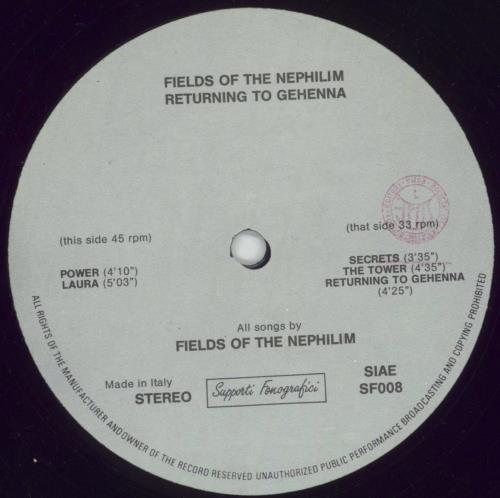 FIELDS OF THE NEPHILIM
RETURNING TO GEHENNA
(this side 45 rpm)
POWER (4'10")
LAURA (5'03")
(that side 33 rpm)
SECRETS (3'35")
THE TOWER (4'35")
RETURNING TO GEHENNA
(4'25")
All songs by
FIELDS OF THE NEPHILIM
Made in Italy
STEREO
Supporti Fonografici
SIAE
SF008
ALL RIGHTS OF THE MANUFACTURER AND OWNER OF THE RECORD RESERVED UNAUTHORIZED PUBLIC PERFORMANCE BROADCASTING AND COPYING PROHIBITED